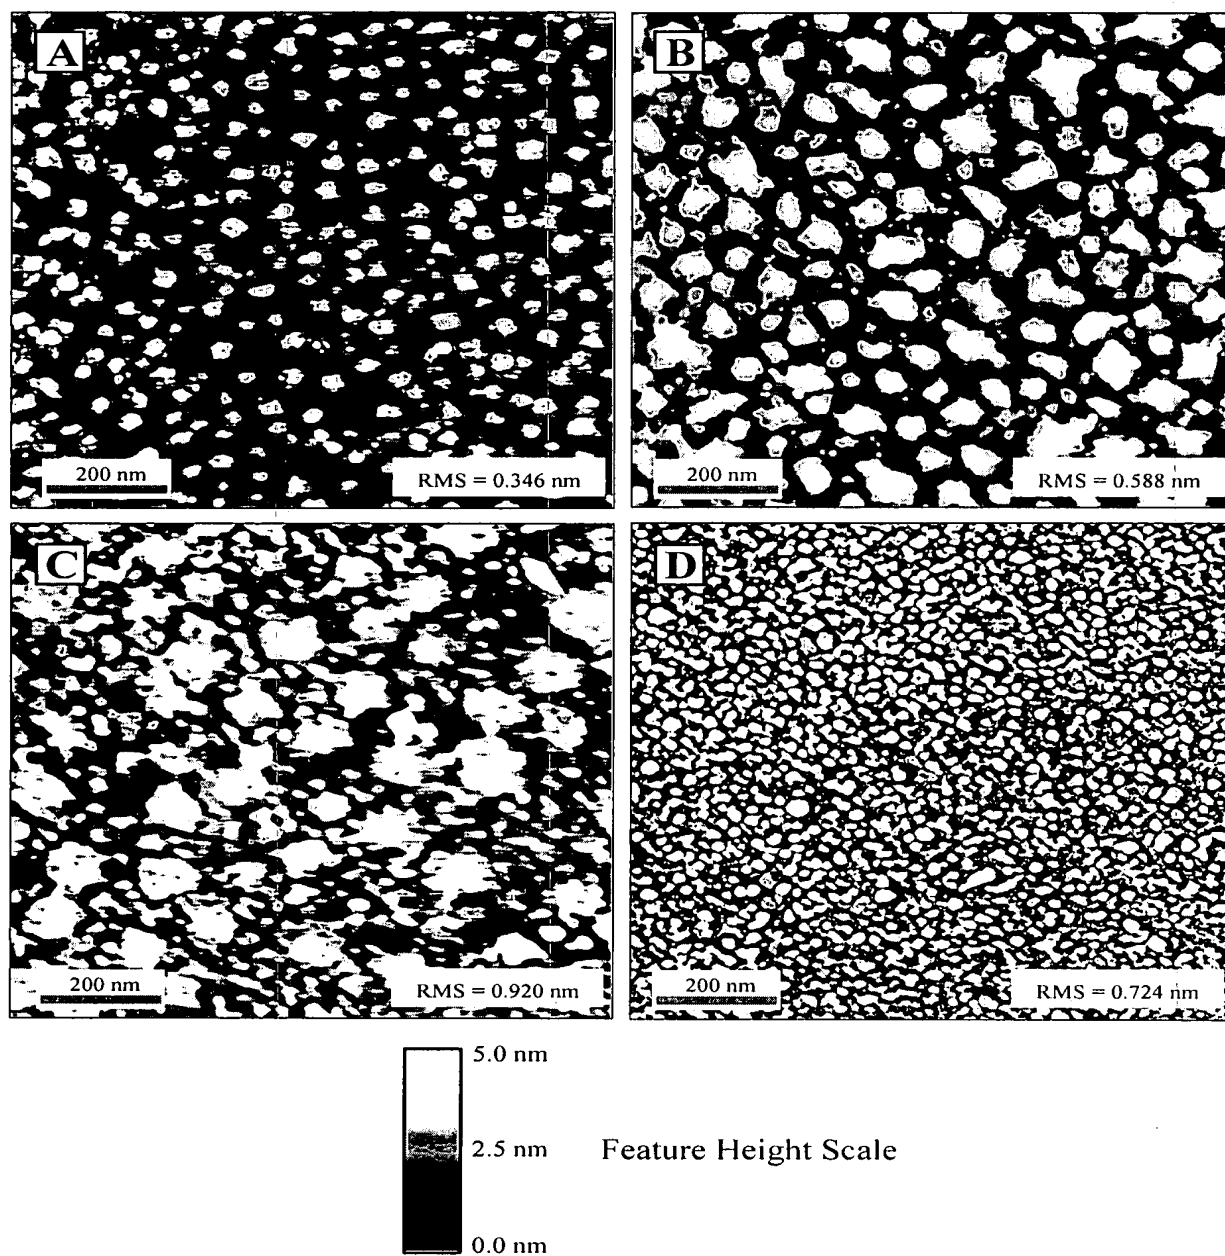 A
B
200 nm
RMS = 0.346 nm
200 nm
RMS = 0.588 nm
C
D
200 nm
RMS = 0.920 nm
200 nm
RMS = 0.724 nm
5.0 nm
2.5 nm
Feature Height Scale
0.0 nm